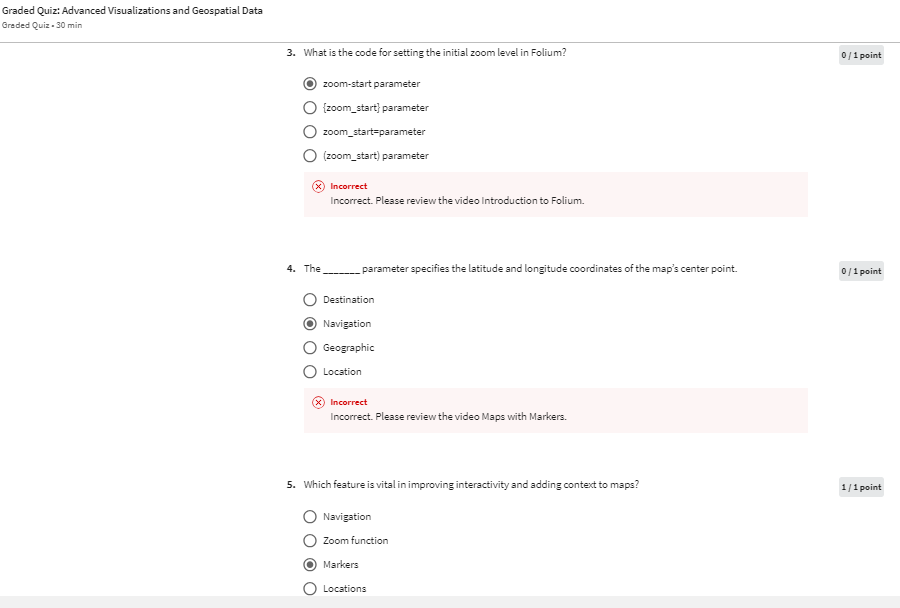 Graded Quiz: Advanced Visualizations and Geospatial Data
Graded Quiz • 30 min
3. What is the code for setting the initial zoom level in Folium?
0 / 1 point
zoom-start parameter
{zoom_start} parameter
zoom_start=parameter
(zoom_start) parameter
Incorrect
Incorrect. Please review the video Introduction to Folium.
4. The _______ parameter specifies the latitude and longitude coordinates of the map's center point.
0 / 1 point
Destination
Navigation
Geographic
Location
Incorrect
Incorrect. Please review the video Maps with Markers.
5. Which feature is vital in improving interactivity and adding context to maps?
1 / 1 point
Navigation
Zoom function
Markers
Locations